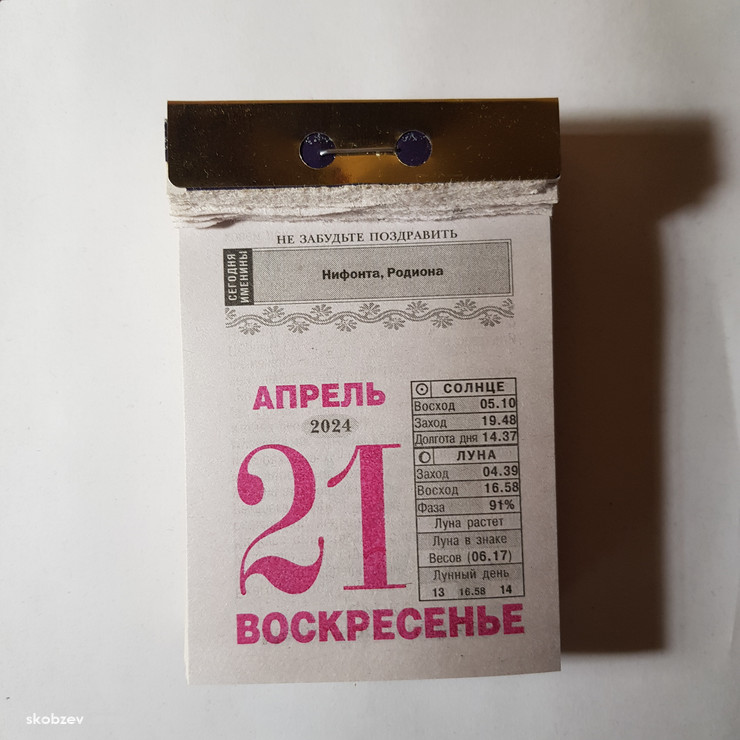 НЕ ЗАБУДЬТЕ ПОЗДРАВИТЬ
СЕГОДНЯ
ИМЕНИНЫ
Нифонта, Родиона
АПРЕЛЬ
2024
21
ВОСКРЕСЕНЬЕ
СОЛНЦЕ
Восход 05.10
Заход 19.48
Долгота дня 14.37
ЛУНА
Заход 04.39
Восход 16.58
Фаза 91%
Луна растет
Луна в знаке
Весов (06.17)
Лунный день
13 16.58 14
skobzev